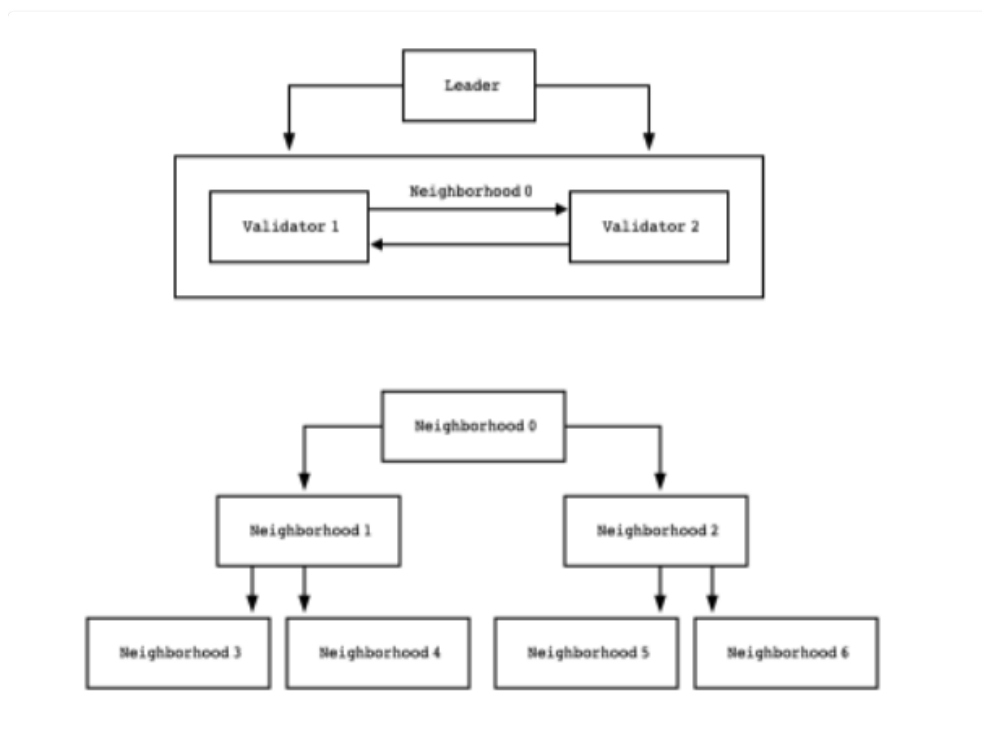 Leader
Neighborhood 0
Validator 1
Validator 2
Neighborhood 0
Neighborhood 1
Neighborhood 2
Neighborhood 3
Neighborhood 4
Neighborhood 5
Neighborhood 6